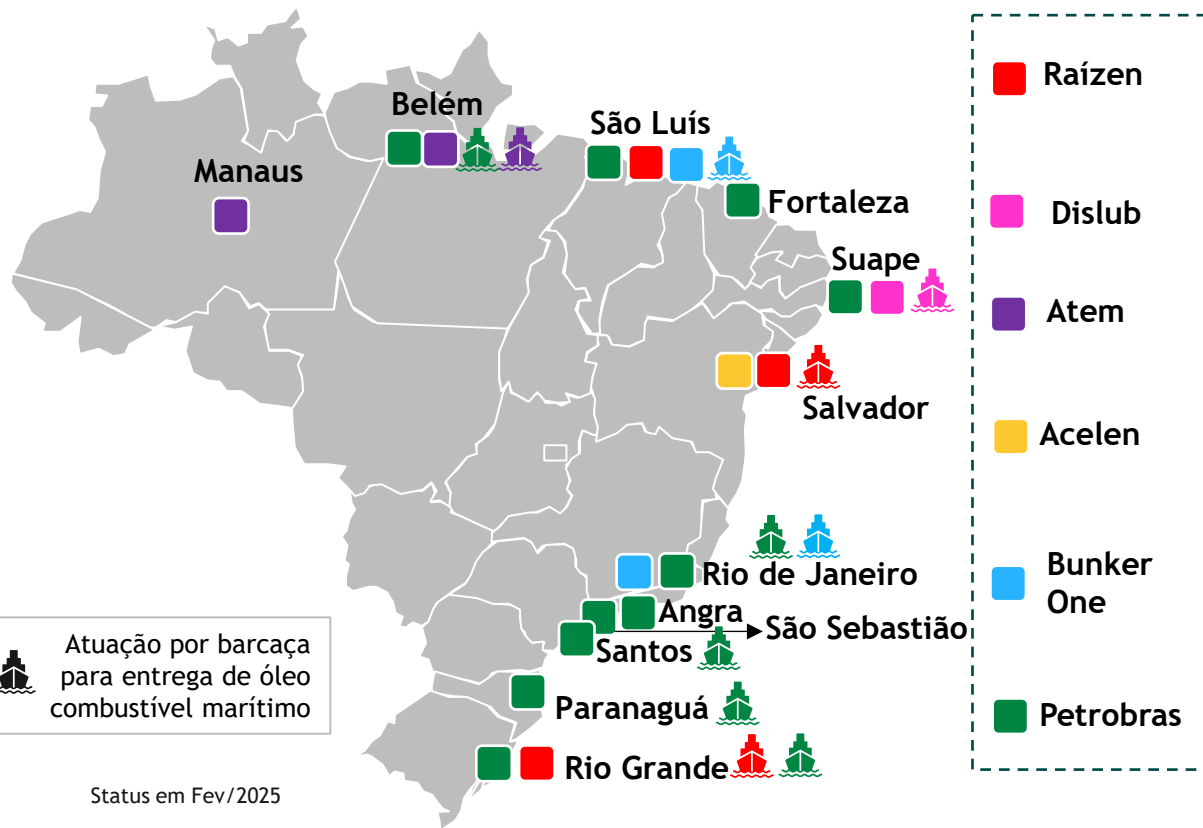 Belém
São Luís
Manaus
Fortaleza
Suape
Salvador
Rio de Janeiro
Angra
São Sebastião
Santos
Paranaguá
Rio Grande
Atuação por barcaça
para entrega de óleo
combustível marítimo
Status em Fev/2025
Raízen
Dislub
Atem
Acelen
Bunker
One
Petrobras